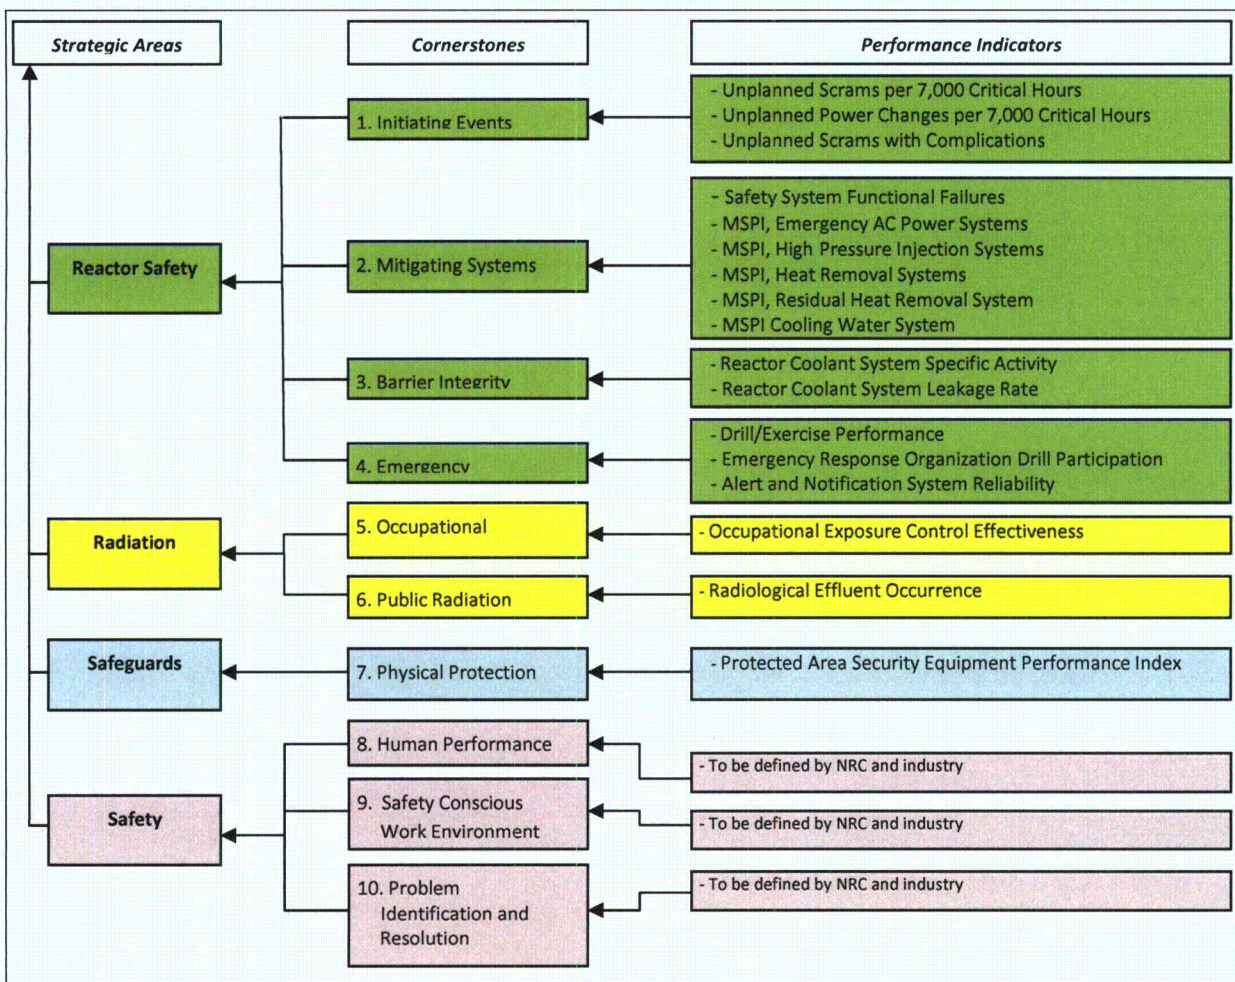 Strategic Areas
Cornerstones
Performance Indicators
1. Initiating Events
- Unplanned Scrams per 7,000 Critical Hours
- Unplanned Power Changes per 7,000 Critical Hours
- Unplanned Scrams with Complications
Reactor Safety
2. Mitigating Systems
- Safety System Functional Failures
- MSPI, Emergency AC Power Systems
- MSPI, High Pressure Injection Systems
- MSPI, Heat Removal Systems
- MSPI, Residual Heat Removal System
- MSPI Cooling Water System
3. Barrier Integrity
- Reactor Coolant System Specific Activity
- Reactor Coolant System Leakage Rate
4. Emergency
- Drill/Exercise Performance
- Emergency Response Organization Drill Participation
- Alert and Notification System Reliability
Radiation
5. Occupational
- Occupational Exposure Control Effectiveness
6. Public Radiation
- Radiological Effluent Occurrence
Safeguards
7. Physical Protection
- Protected Area Security Equipment Performance Index
Safety
8. Human Performance
- To be defined by NRC and industry
9. Safety Conscious
Work Environment
- To be defined by NRC and industry
10. Problem
Identification and
Resolution
- To be defined by NRC and industry